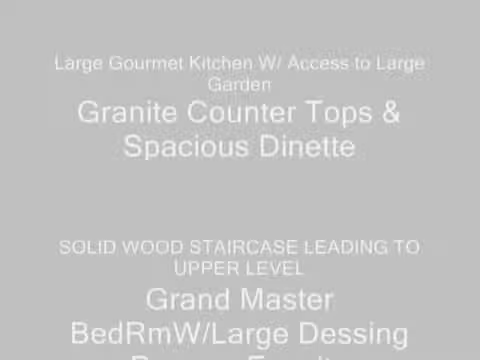 Large Gourmet Kitchen W/ Access to Large
Garden
Granite Counter Tops &
Spacious Dinette
SOLID WOOD STAIRCASE LEADING TO
UPPER LEVEL
Grand Master
BedRmW/Large Dessing